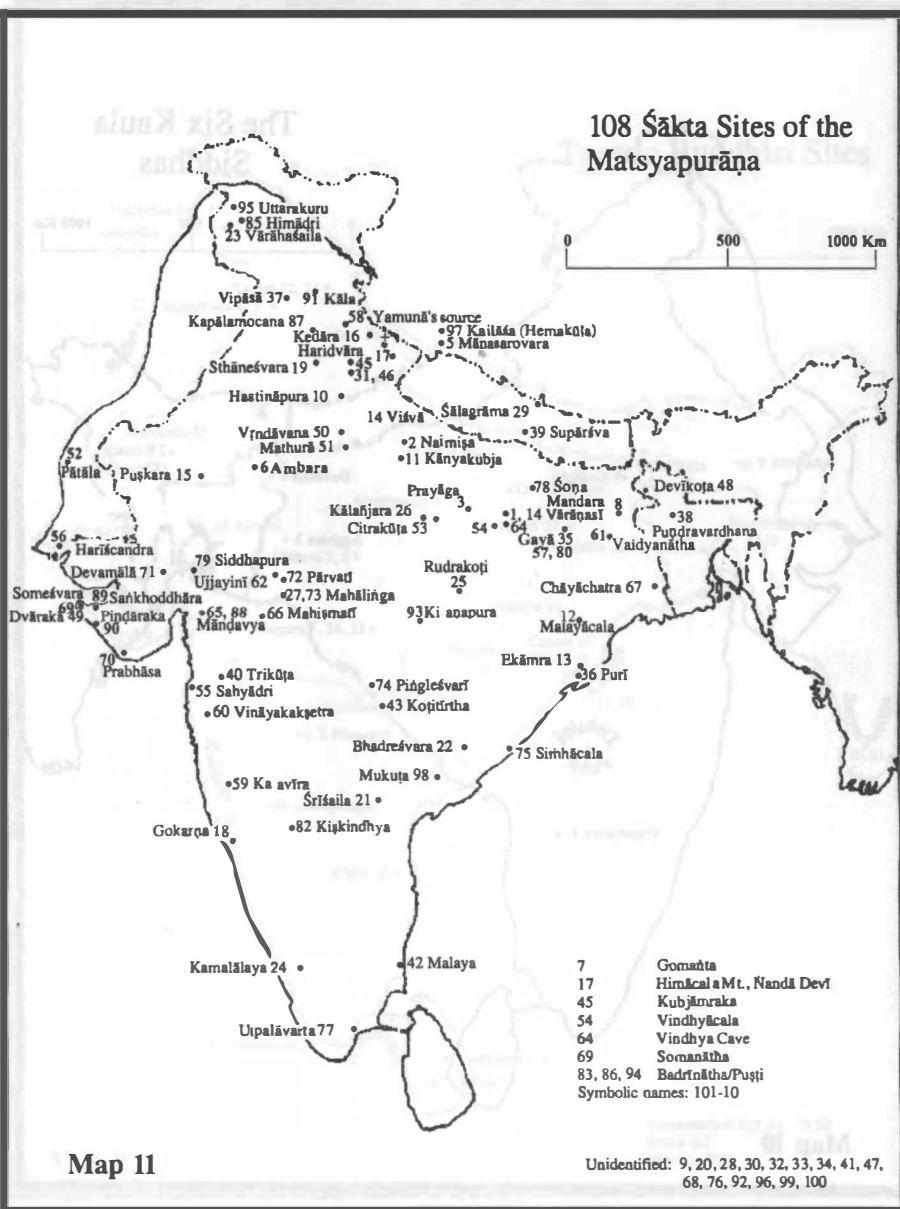 108 Śākta Sites of the
Matsyapurāṇa
0 500 1000 Km
95 Uttarakuru
85 Himādri
23 Vārāhaśaila
Vipāśā 37
91 Kāla
58 Yamunā's source
Kapālamocana 87
Kedāra 16
97 Kailāśa (Hemakūṭa)
5 Mānasarovara
Haridvāra
17
Sthāneśvara 19
45
31, 46
Hastināpura 10
14 Viśvā
Śālagrāma 29
Vṛndāvana 50
39 Supārśva
Mathurā 51
2 Naimiṣa
11 Kānyakubja
52
Pātāla
Puṣkara 15
6 Ambara
78 Śoṇa
Devīkoṭa 48
Prayāga
3
Mandara
8
Kālañjara 26
1, 14 Vārāṇasī
38
Citrakūṭa 53
54
64
Puṇḍravardhana
Gayā 35
57, 80
61
Vaidyanātha
56
Hariścandra
79 Siddhapura
Devamālā 71
Ujjayinī 62
72 Pārvatī
27,73 Mahāliṅga
Rudrakoṭi
25
Chāyāchatra 67
Someśvara
89
Śaṅkhoddhāra
69
Dvārakā 49
Piṇḍāraka
90
65, 88
Māṇḍavya
66 Mahiṣmatī
93 Ki anapura
12
Malayācala
70
Prabhāsa
Ekāmra 13
36 Purī
40 Trikūṭa
55 Sahyādri
74 Piṅgleśvarī
43 Koṭitīrtha
60 Vināyakakṣetra
Bhadreśvara 22
75 Siṁhācala
Mukuṭa 98
59 Ka avīra
Śrīśaila 21
82 Kiṣkindhya
Gokarṇa 18
Kamalālaya 24
42 Malaya
Utpalāvarta 77
7 Gomanta
17 Himācala Mt., Nandā Devī
45 Kubjāmraka
54 Vindhyācala
64 Vindhya Cave
69 Somanātha
83, 86, 94 Badrīnātha/Puṣṭi
Symbolic names: 101-10
Map 11
Unidentified: 9, 20, 28, 30, 32, 33, 34, 41, 47,
68, 76, 92, 96, 99, 100